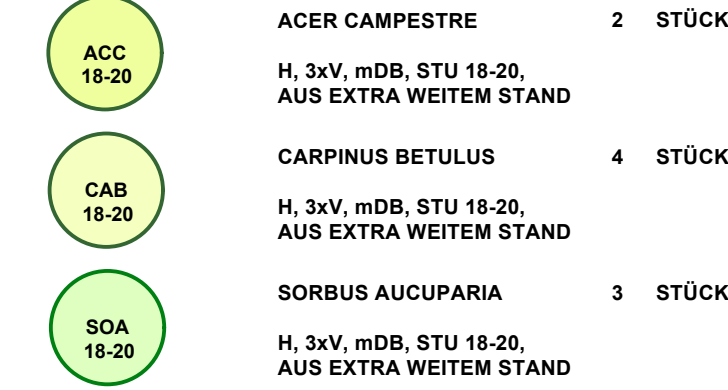 ACER CAMPESTRE 2 STÜCK
ACC
18-20
H, 3xV, mDB, STU 18-20,
AUS EXTRA WEITEM STAND
CARPINUS BETULUS 4 STÜCK
CAB
18-20
H, 3xV, mDB, STU 18-20,
AUS EXTRA WEITEM STAND
SORBUS AUCUPARIA 3 STÜCK
SOA
18-20
H, 3xV, mDB, STU 18-20,
AUS EXTRA WEITEM STAND